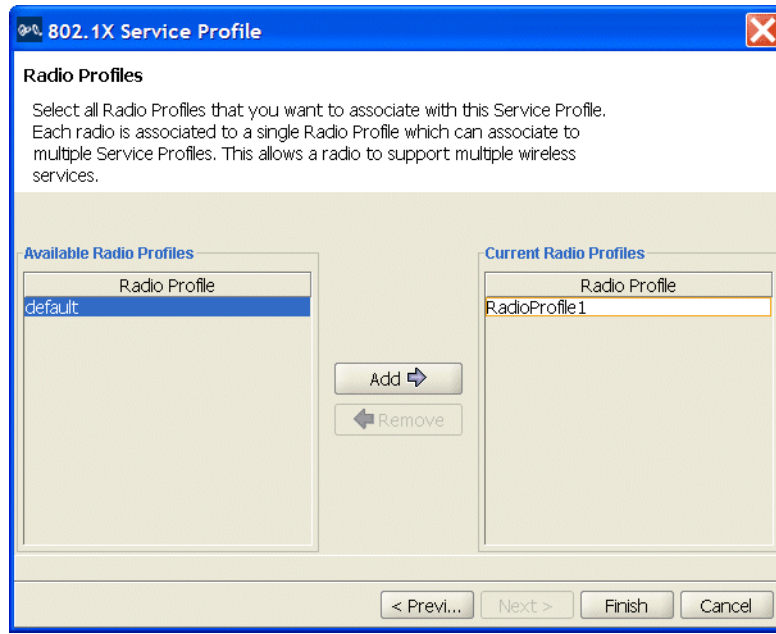 802.1X Service Profile
Radio Profiles
Select all Radio Profiles that you want to associate with this Service Profile.
Each radio is associated to a single Radio Profile which can associate to
multiple Service Profiles. This allows a radio to support multiple wireless
services.
Available Radio Profiles
Radio Profile
default
Add
Remove
Current Radio Profiles
Radio Profile
RadioProfile1
< Previ...
Next >
Finish
Cancel